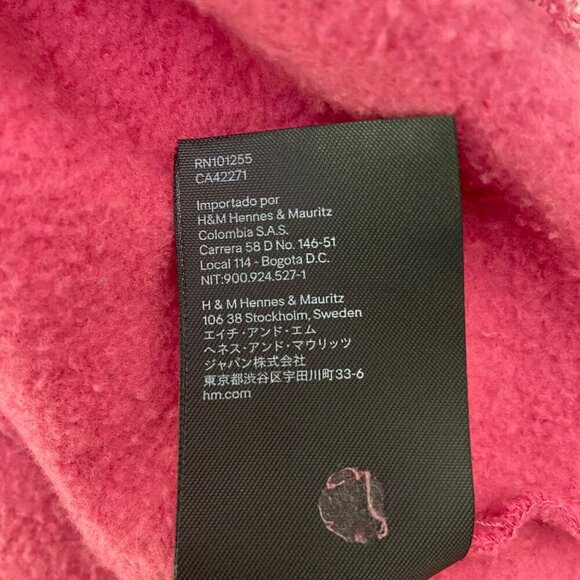 RN101255
CA42271
Importado por
H&M Hennes & Mauritz
Colombia S.A.S.
Carrera 58 D No. 146-51
Local 114 - Bogota D.C.
NIT:900.924.527-1
H & M Hennes & Mauritz
106 38 Stockholm, Sweden
エイチ・アンド・エム
ヘネス・アンド・マウリッツ
ジャパン株式会社
東京都渋谷区宇田川町33-6
hm.com